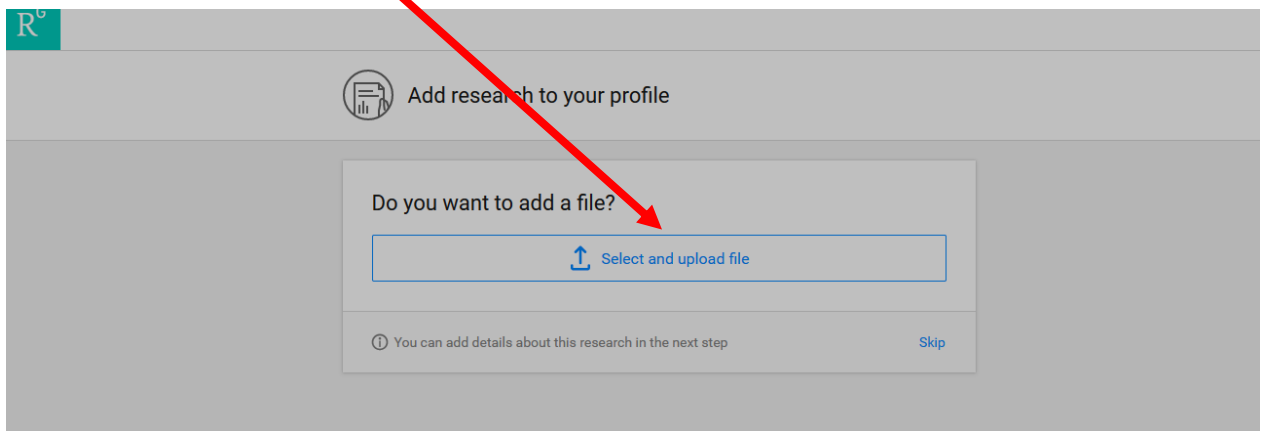 RG
Add research to your profile
Do you want to add a file?
Select and upload file
You can add details about this research in the next step
Skip